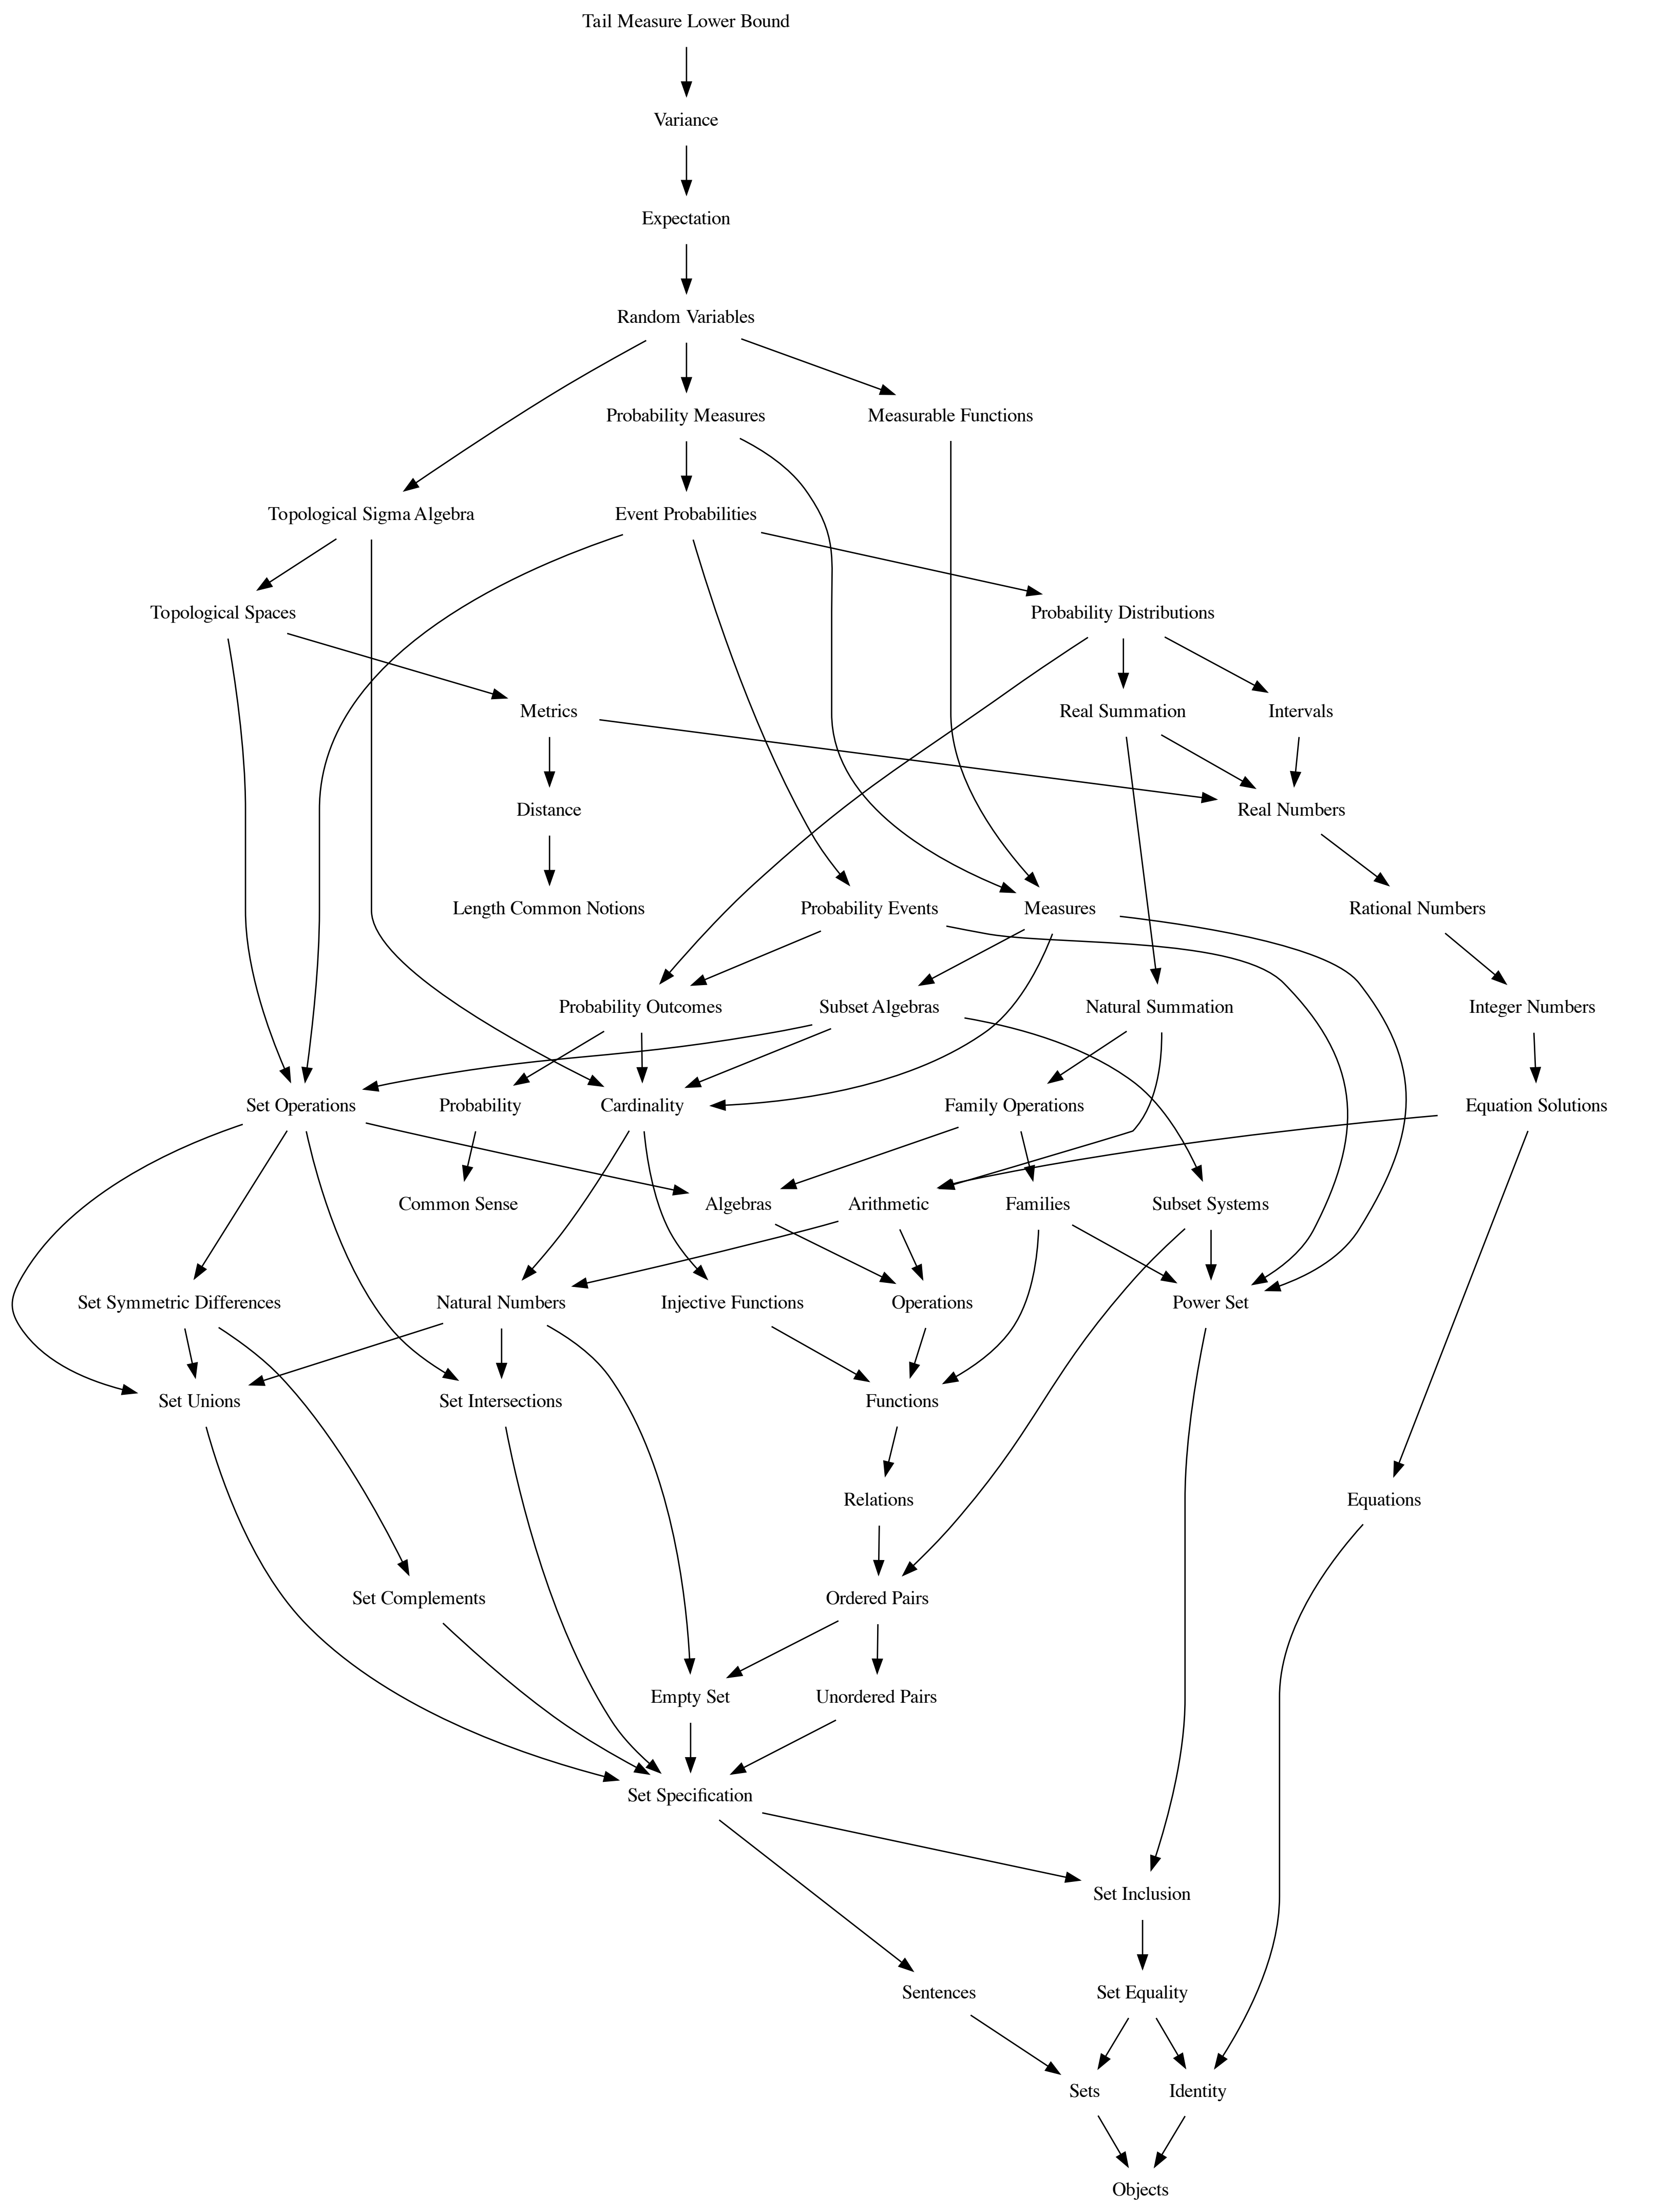 Tail Measure Lower Bound
Variance
Expectation
Random Variables
Probability Measures
Measurable Functions
Topological Sigma Algebra
Event Probabilities
Topological Spaces
Probability Distributions
Metrics
Real Summation
Intervals
Distance
Real Numbers
Length Common Notions
Probability Events
Measures
Rational Numbers
Probability Outcomes
Subset Algebras
Natural Summation
Integer Numbers
Set Operations
Probability
Cardinality
Family Operations
Equation Solutions
Common Sense
Algebras
Arithmetic
Families
Subset Systems
Set Symmetric Differences
Natural Numbers
Injective Functions
Operations
Power Set
Set Unions
Set Intersections
Functions
Relations
Equations
Set Complements
Ordered Pairs
Empty Set
Unordered Pairs
Set Specification
Set Inclusion
Sentences
Set Equality
Sets
Identity
Objects